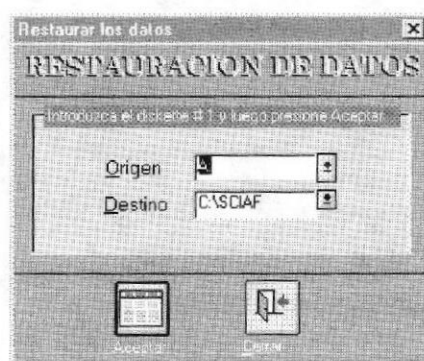 Restaurar los datos
RESTAURACION DE DATOS
Introduzca el diskette # 1 y luego presione Aceptar
Origen A:
Destino C:\SCIAF
Aceptar Cerrar